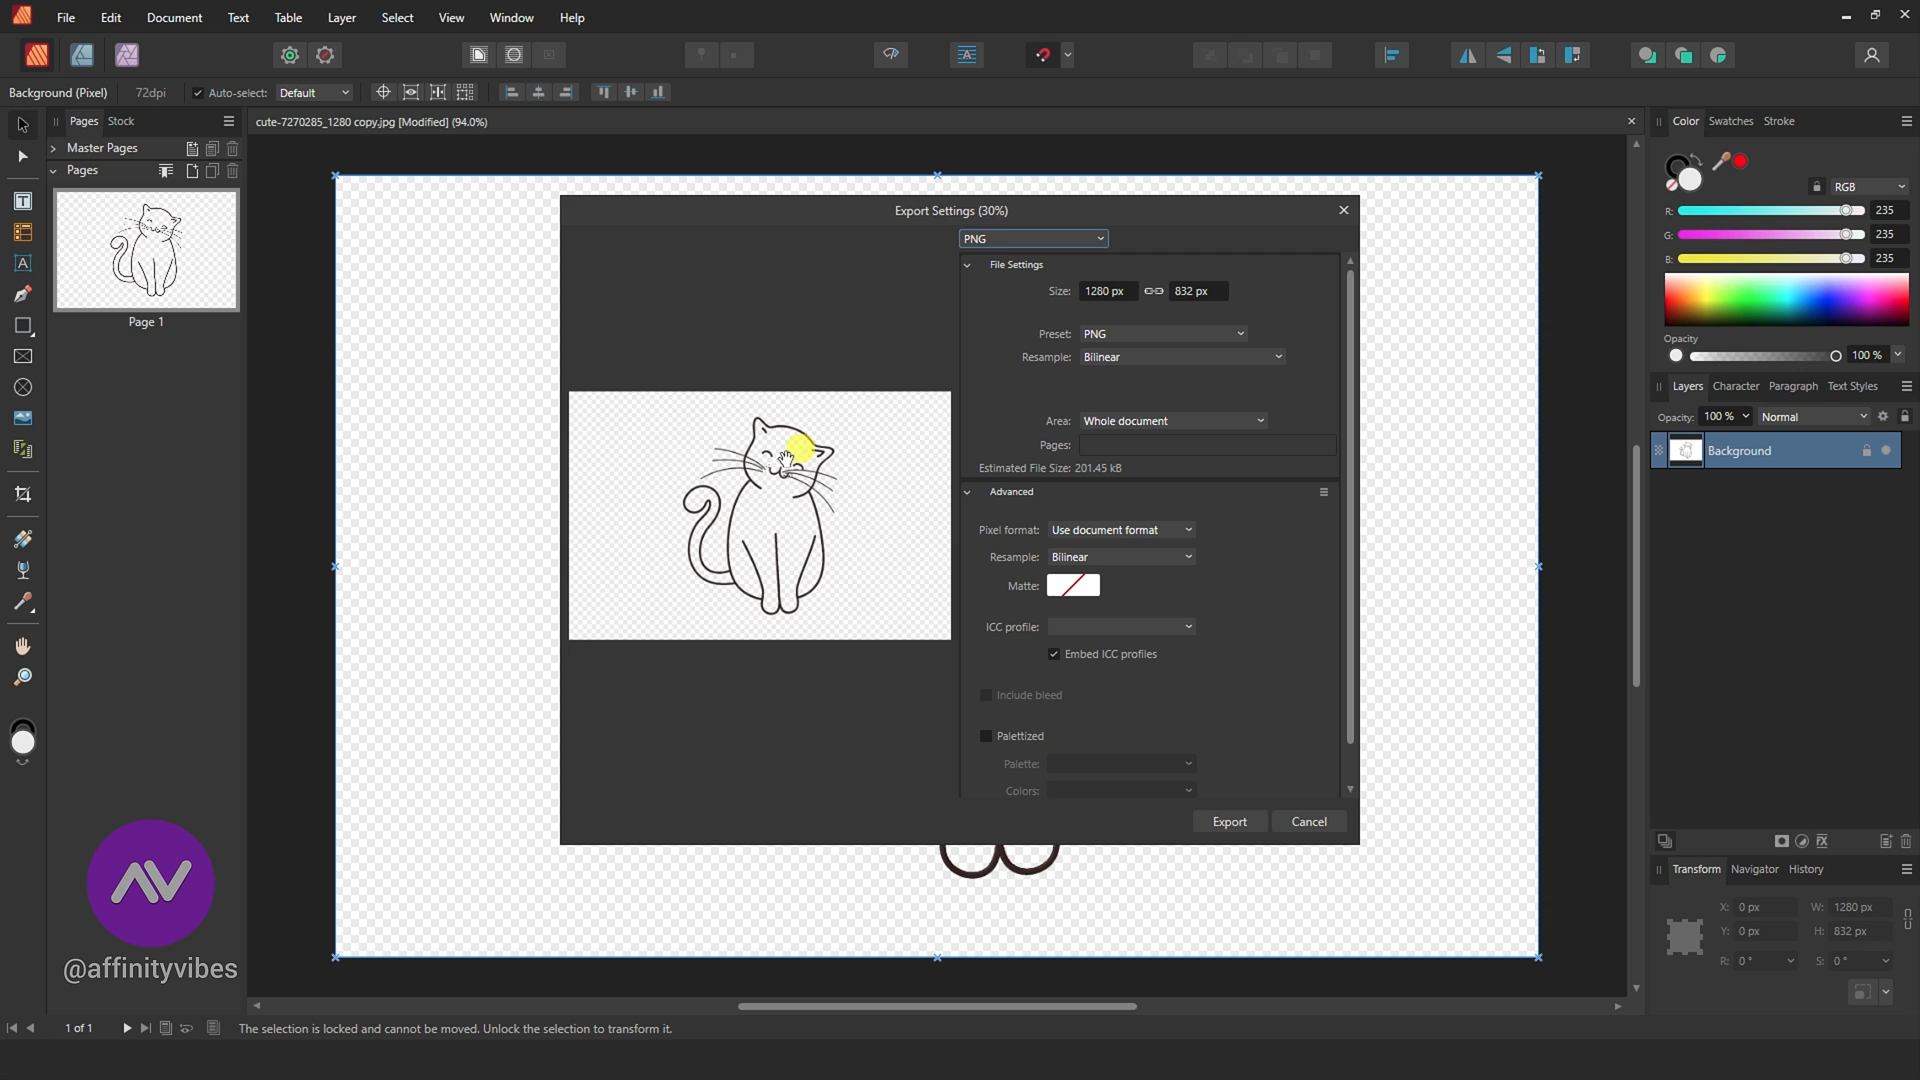 File Edit Document Text Table Layer Select View Window Help
Background (Pixel) 72dpi Auto-select: Default
Pages Stock
Master Pages
Pages
Page 1
cute-7270285_1280 copy.jpg [Modified] (94.0%)
Export Settings (30%)
PNG
File Settings
Size: 1280 px 832 px
Preset: PNG
Resample: Bilinear
Area: Whole document
Pages:
Estimated File Size: 201.45 kB
Advanced
Pixel format: Use document format
Resample: Bilinear
Matte:
ICC profile:
Embed ICC profiles
Include bleed
Palettized
Palette:
Colors:
Export Cancel
Color Swatches Stroke
RGB
R: 235
G: 235
B: 235
Opacity
100 %
Layers Character Paragraph Text Styles
Opacity: 100 % Normal
Background
Transform Navigator History
X: 0 px W: 1280 px
Y: 0 px H: 832 px
R: 0 ° S: 0 °
AV
@affinityvibes
1 of 1 The selection is locked and cannot be moved. Unlock the selection to transform it.